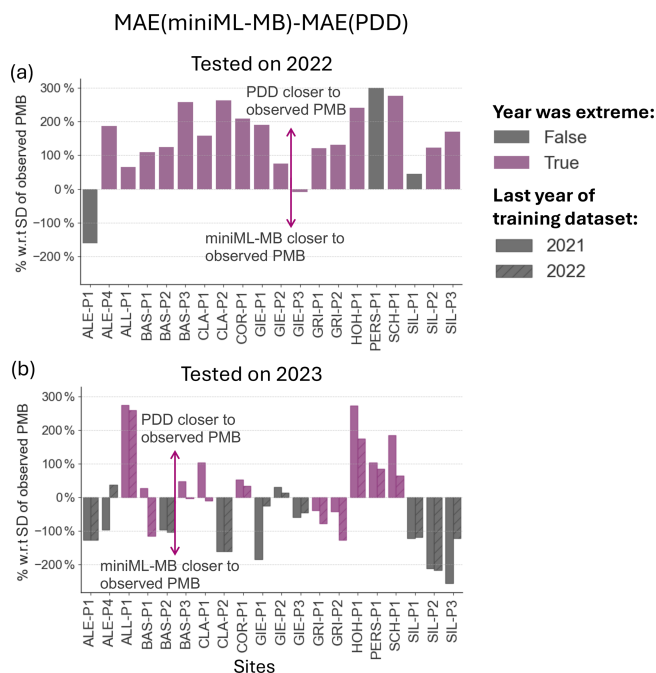 MAE(miniML-MB)-MAE(PDD)
(a)
Tested on 2022
% w.r.t SD of observed PMB
300 %
200 %
100 %
0 %
−100 %
−200 %
PDD closer to
observed PMB
miniML-MB closer to
observed PMB
ALE-P1
ALE-P4
ALL-P1
BAS-P1
BAS-P2
BAS-P3
CLA-P1
CLA-P2
COR-P1
GIE-P1
GIE-P2
GIE-P3
GRI-P1
GRI-P2
HOH-P1
PERS-P1
SCH-P1
SIL-P1
SIL-P2
SIL-P3
Year was extreme:
False
True
Last year of
training dataset:
2021
2022
(b)
Tested on 2023
% w.r.t SD of observed PMB
300 %
200 %
100 %
0 %
−100 %
−200 %
PDD closer to
observed PMB
miniML-MB closer to
observed PMB
ALE-P1
ALE-P4
ALL-P1
BAS-P1
BAS-P2
BAS-P3
CLA-P1
CLA-P2
COR-P1
GIE-P1
GIE-P2
GIE-P3
GRI-P1
GRI-P2
HOH-P1
PERS-P1
SCH-P1
SIL-P1
SIL-P2
SIL-P3
Sites